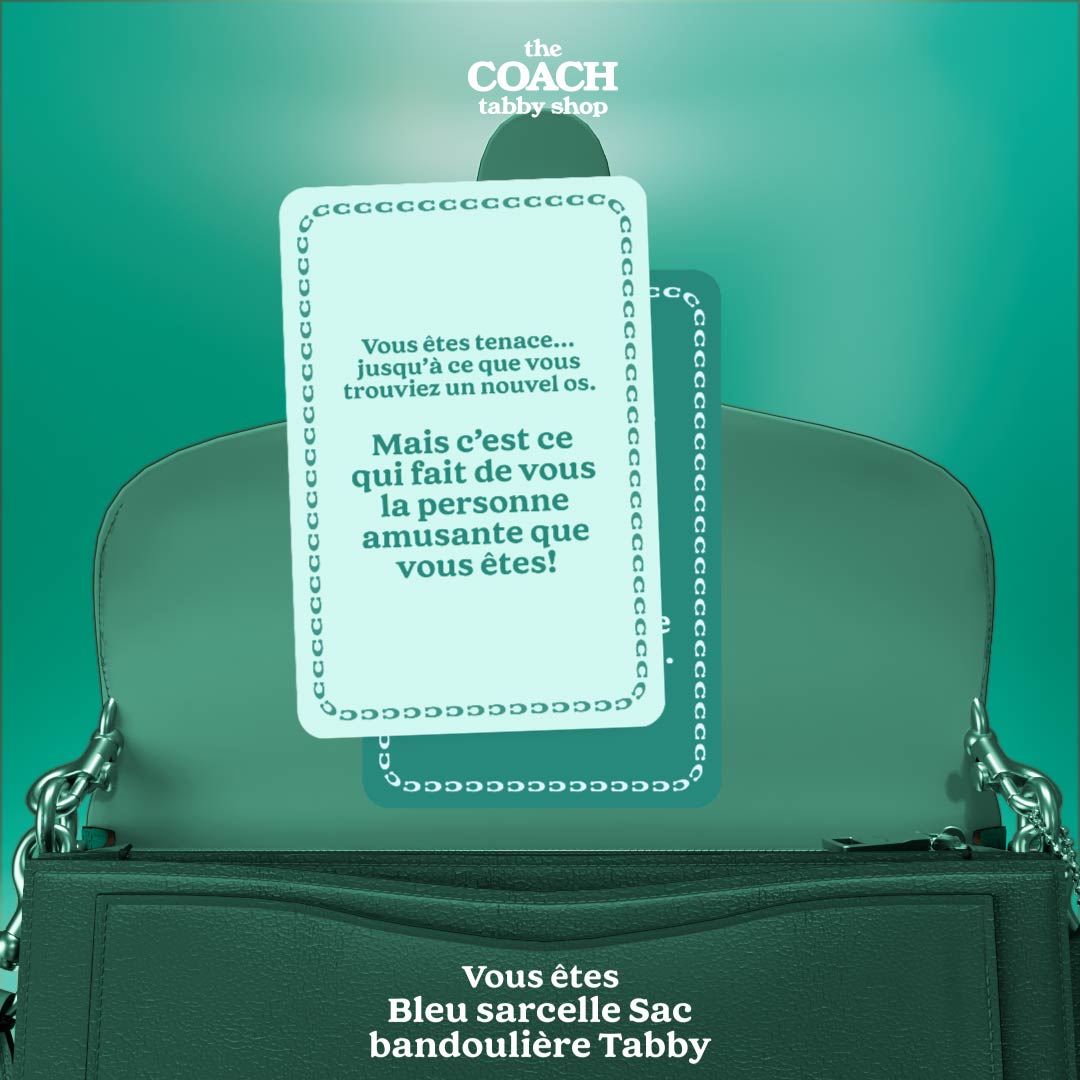 the
COACH
tabby shop
Vous êtes tenace...
jusqu'à ce que vous
trouviez un nouvel os.
Mais c'est ce
qui fait de vous
la personne
amusante que
vous êtes!
Vous êtes
Bleu sarcelle Sac
bandoulière Tabby